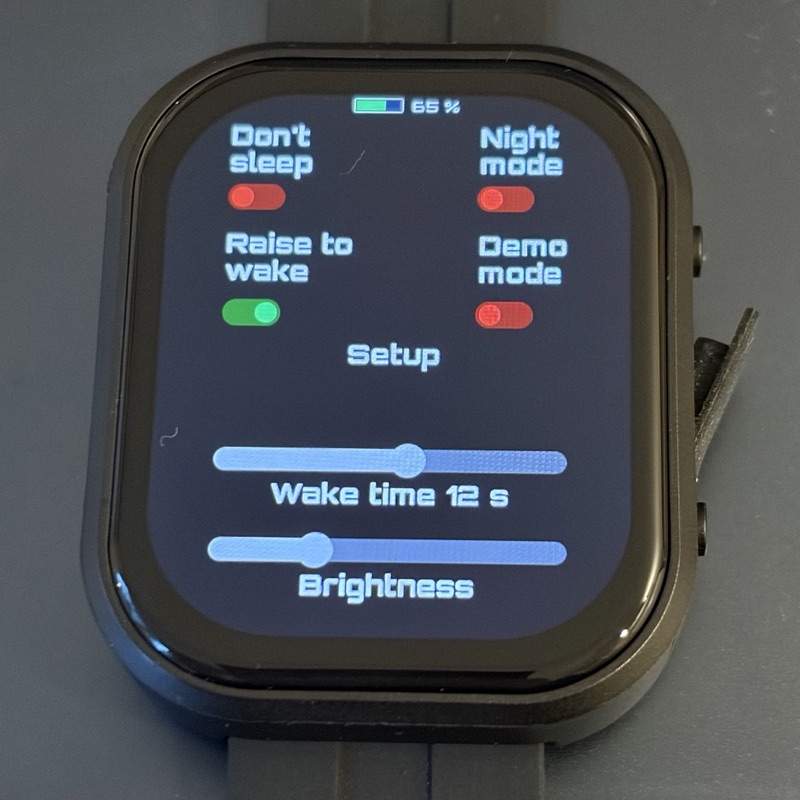 65 %
Don't
sleep
Night
mode
Raise to
wake
Demo
mode
Setup
Wake time 12 s
Brightness